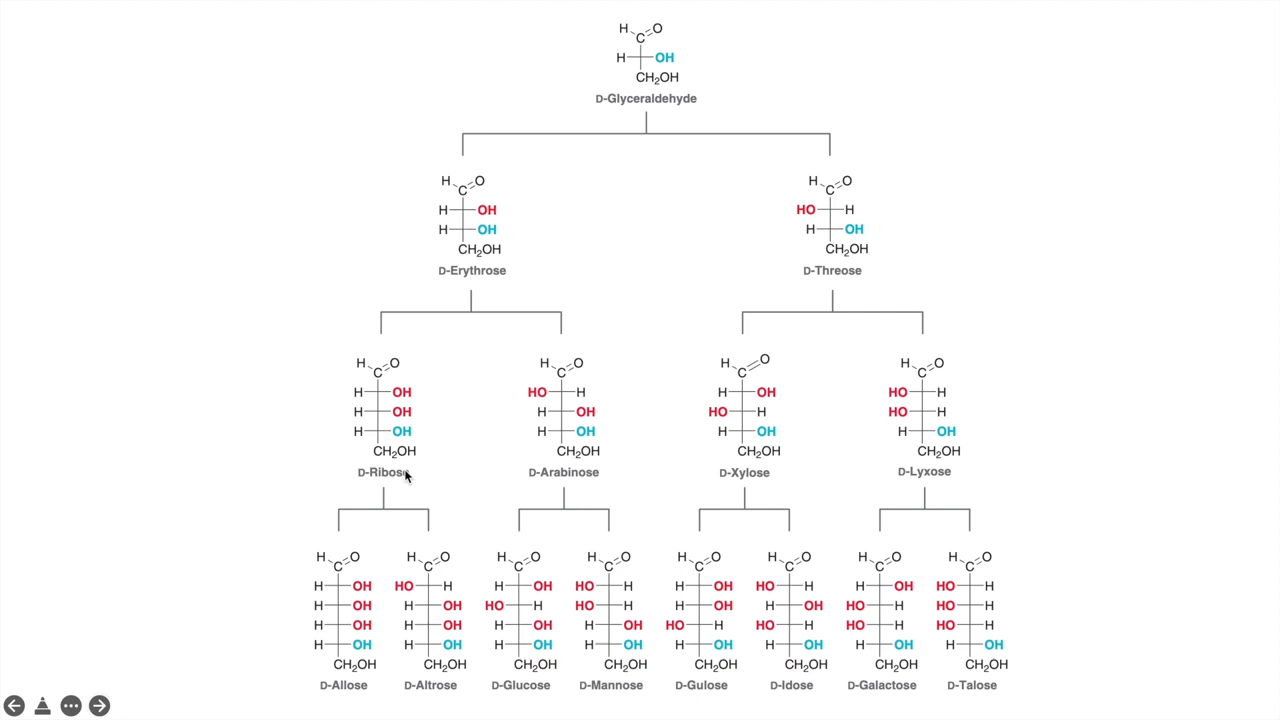 H C O
H OH
CH₂OH
D-Glyceraldehyde
H C O
H OH
H OH
CH₂OH
D-Erythrose
H C O
HO H
H OH
CH₂OH
D-Threose
H C O
H OH
H OH
H OH
CH₂OH
D-Ribose
H C O
HO H
H OH
H OH
CH₂OH
D-Arabinose
H C O
H OH
HO H
H OH
CH₂OH
D-Xylose
H C O
HO H
HO H
H OH
CH₂OH
D-Lyxose
H C O
H OH
H OH
H OH
H OH
CH₂OH
D-Allose
H C O
HO H
H OH
H OH
H OH
CH₂OH
D-Altrose
H C O
H OH
HO H
H OH
H OH
CH₂OH
D-Glucose
H C O
HO H
HO H
H OH
H OH
CH₂OH
D-Mannose
H C O
H OH
H OH
HO H
H OH
CH₂OH
D-Gulose
H C O
HO H
H OH
HO H
H OH
CH₂OH
D-Idose
H C O
H OH
HO H
HO H
H OH
CH₂OH
D-Galactose
H C O
HO H
HO H
HO H
H OH
CH₂OH
D-Talose